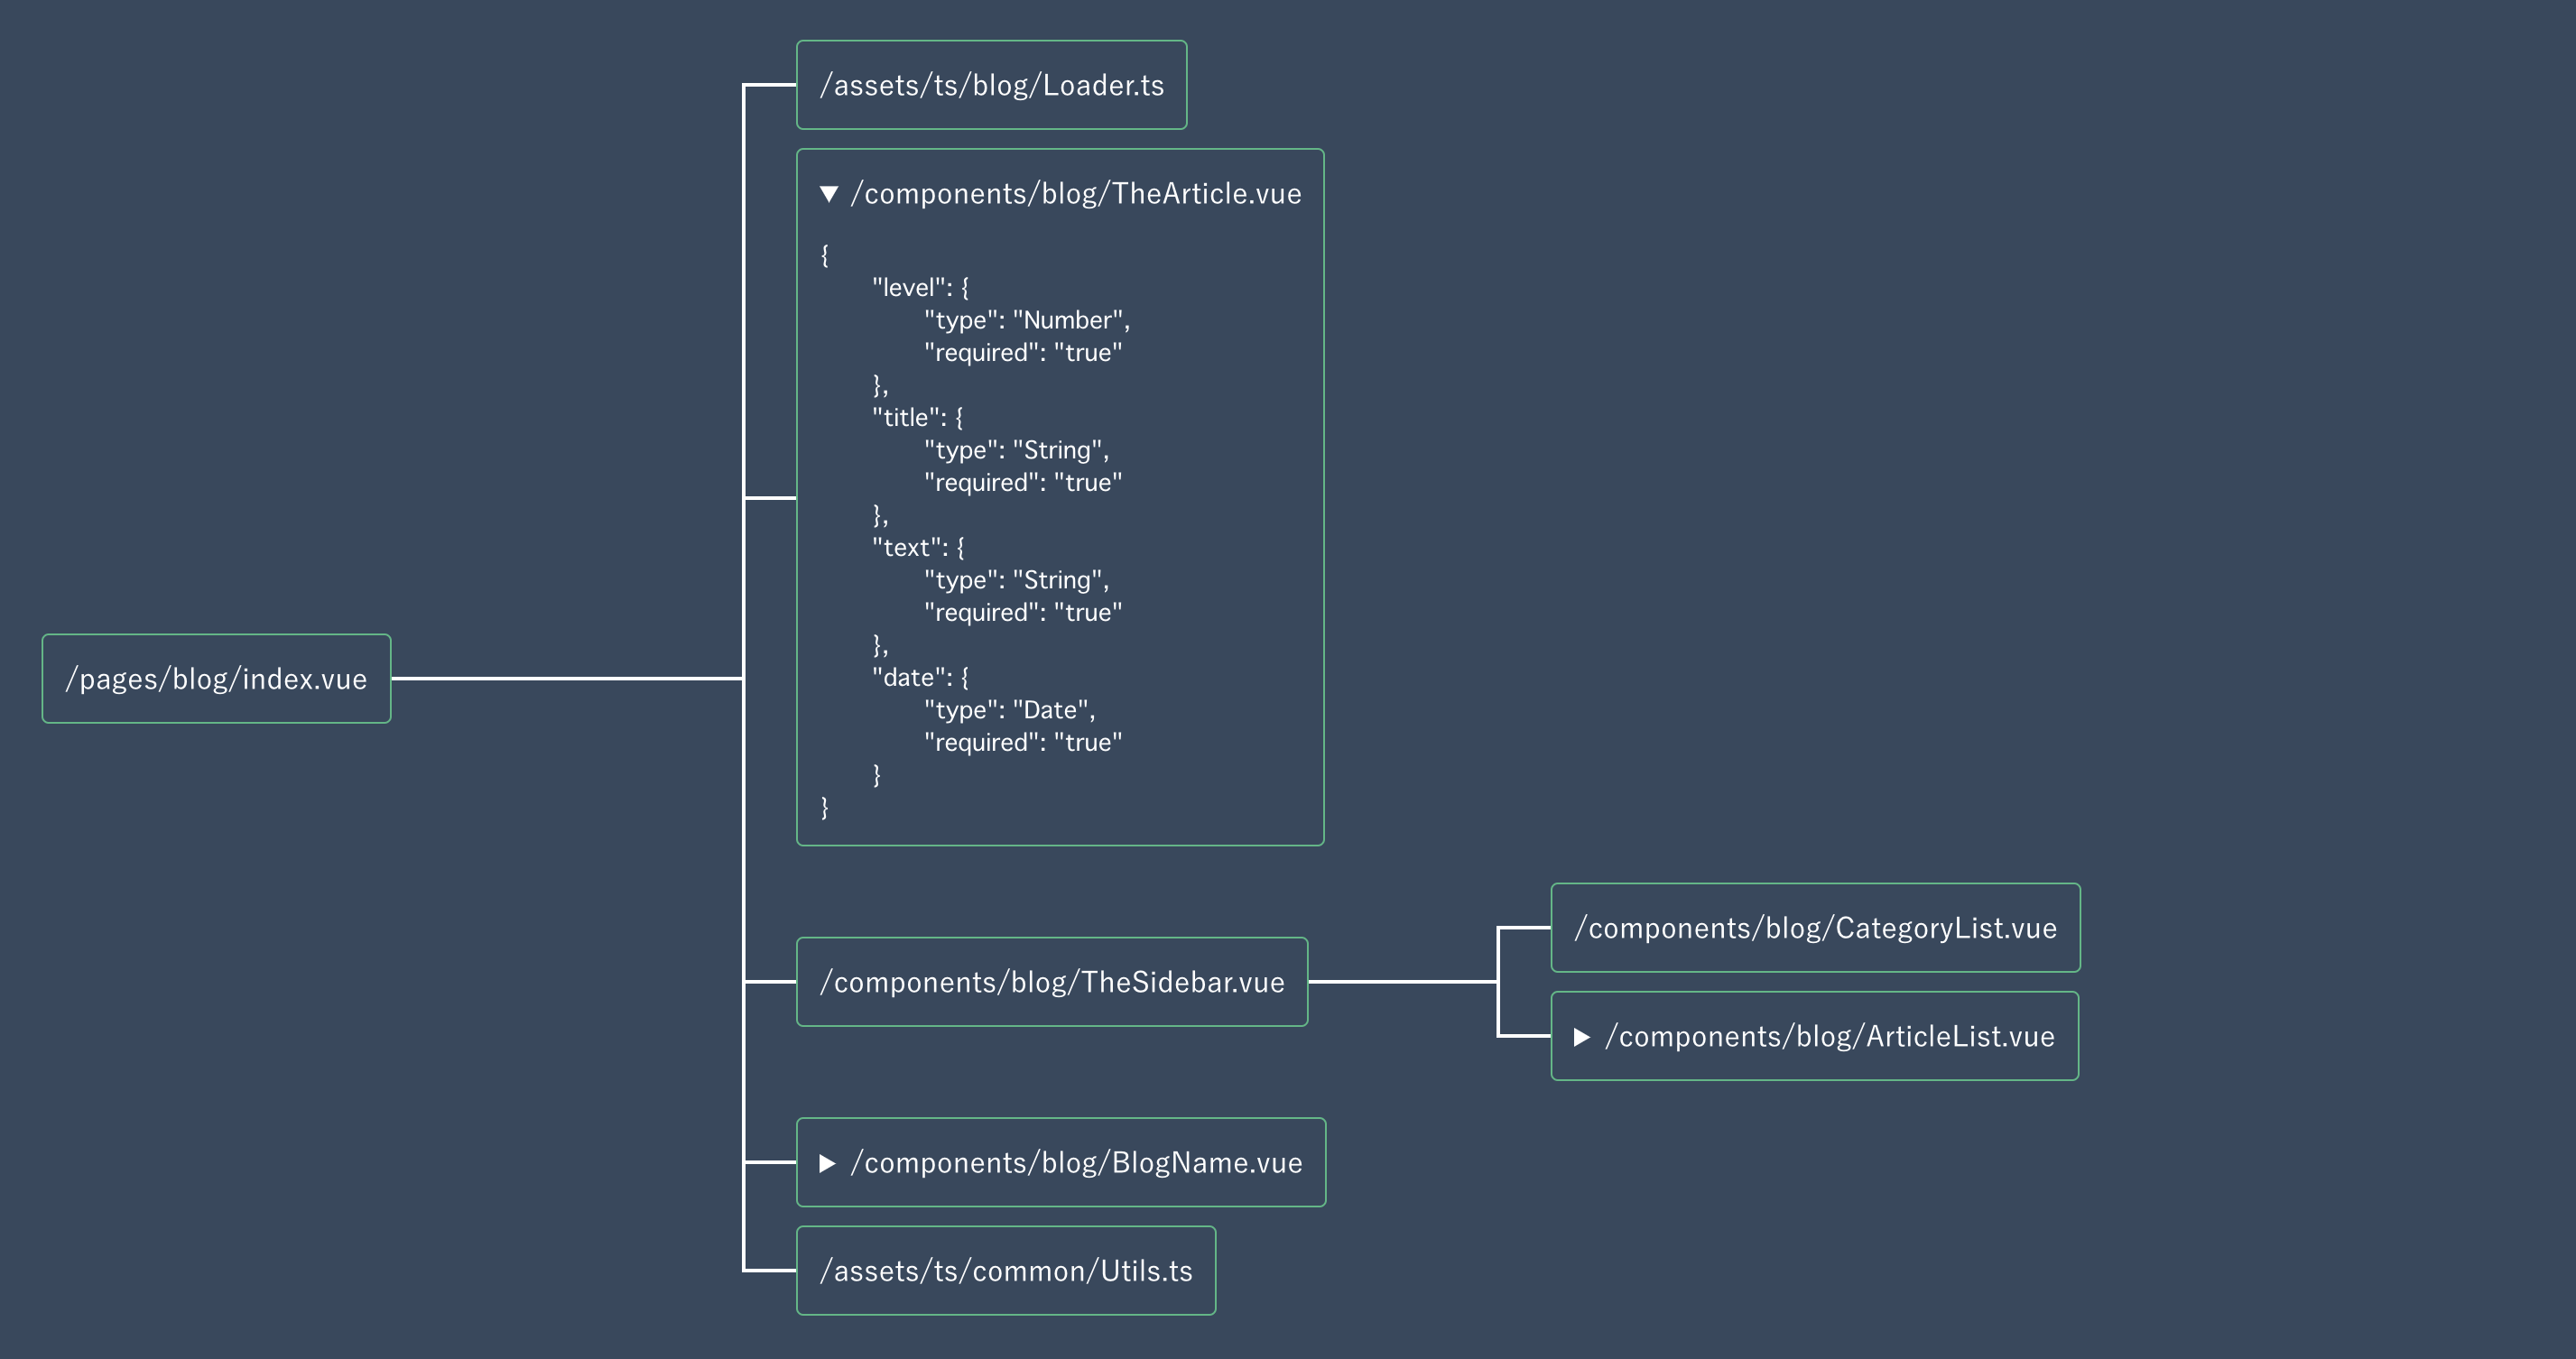 /assets/ts/blog/Loader.ts
▼ /components/blog/TheArticle.vue
{
"level": {
"type": "Number",
"required": "true"
},
"title": {
"type": "String",
"required": "true"
},
"text": {
"type": "String",
"required": "true"
},
"date": {
"type": "Date",
"required": "true"
}
}
/pages/blog/index.vue
/components/blog/TheSidebar.vue
/components/blog/CategoryList.vue
▶ /components/blog/ArticleList.vue
▶ /components/blog/BlogName.vue
/assets/ts/common/Utils.ts